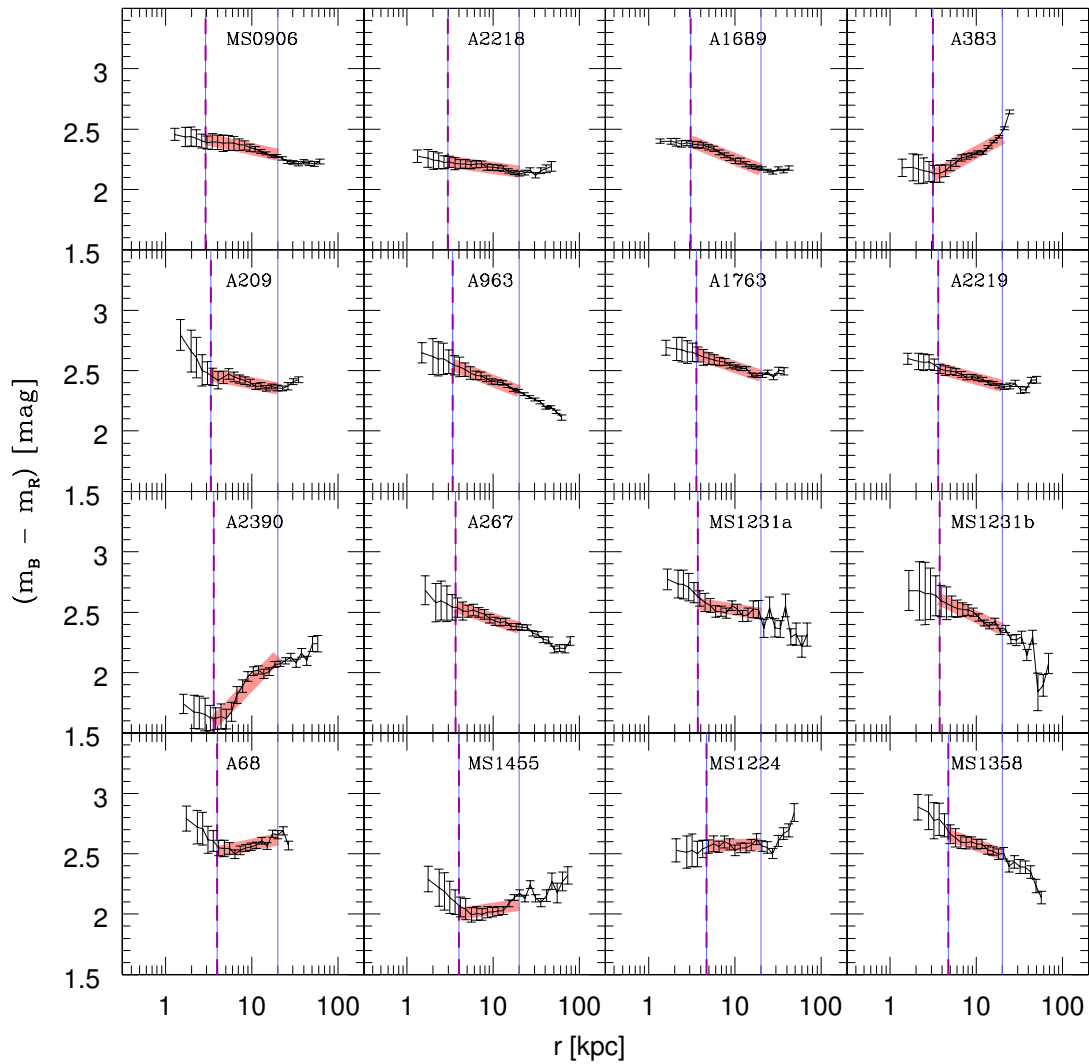 MS0906 A2218 A1689 A383
3
2.5
2
1.5
A209 A963 A1763 A2219
3
2.5
2
1.5
A2390 A267 MS1231a MS1231b
3
2.5
2
1.5
A68 MS1455 MS1224 MS1358
3
2.5
2
1.5
(m_B − m_R) [mag]
1 10 100 1 10 100 1 10 100 1 10 100
r [kpc]